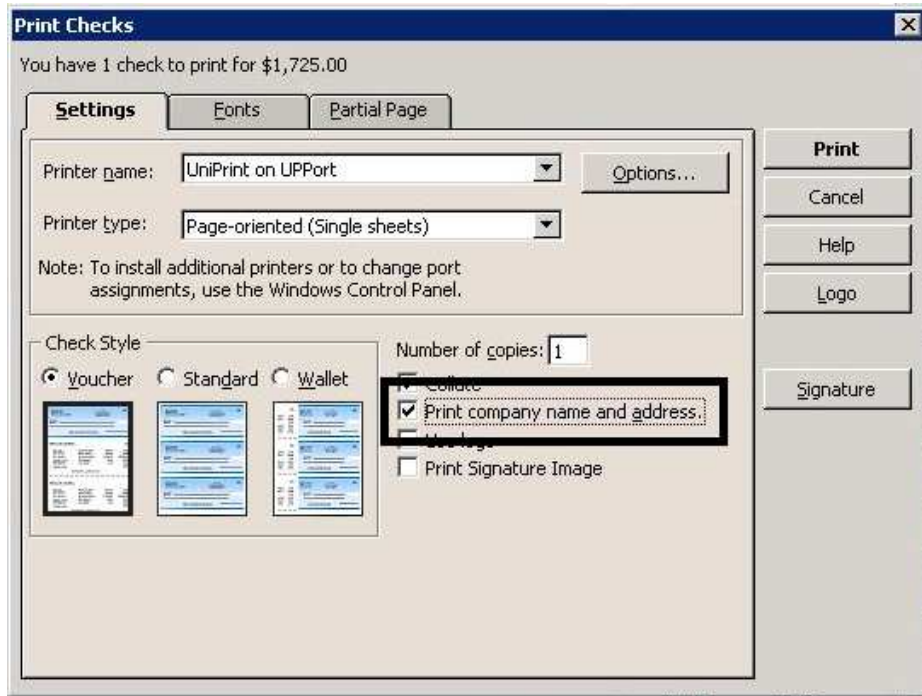 Print Checks
You have 1 check to print for $1,725.00
Settings Fonts Partial Page
Printer name: UniPrint on UPPort Options...
Printer type: Page-oriented (Single sheets)
Note: To install additional printers or to change port
assignments, use the Windows Control Panel.
Print
Cancel
Help
Logo
Signature
Check Style
Voucher Standard Wallet
Number of copies: 1
Collate
Print company name and address.
Use logo
Print Signature Image